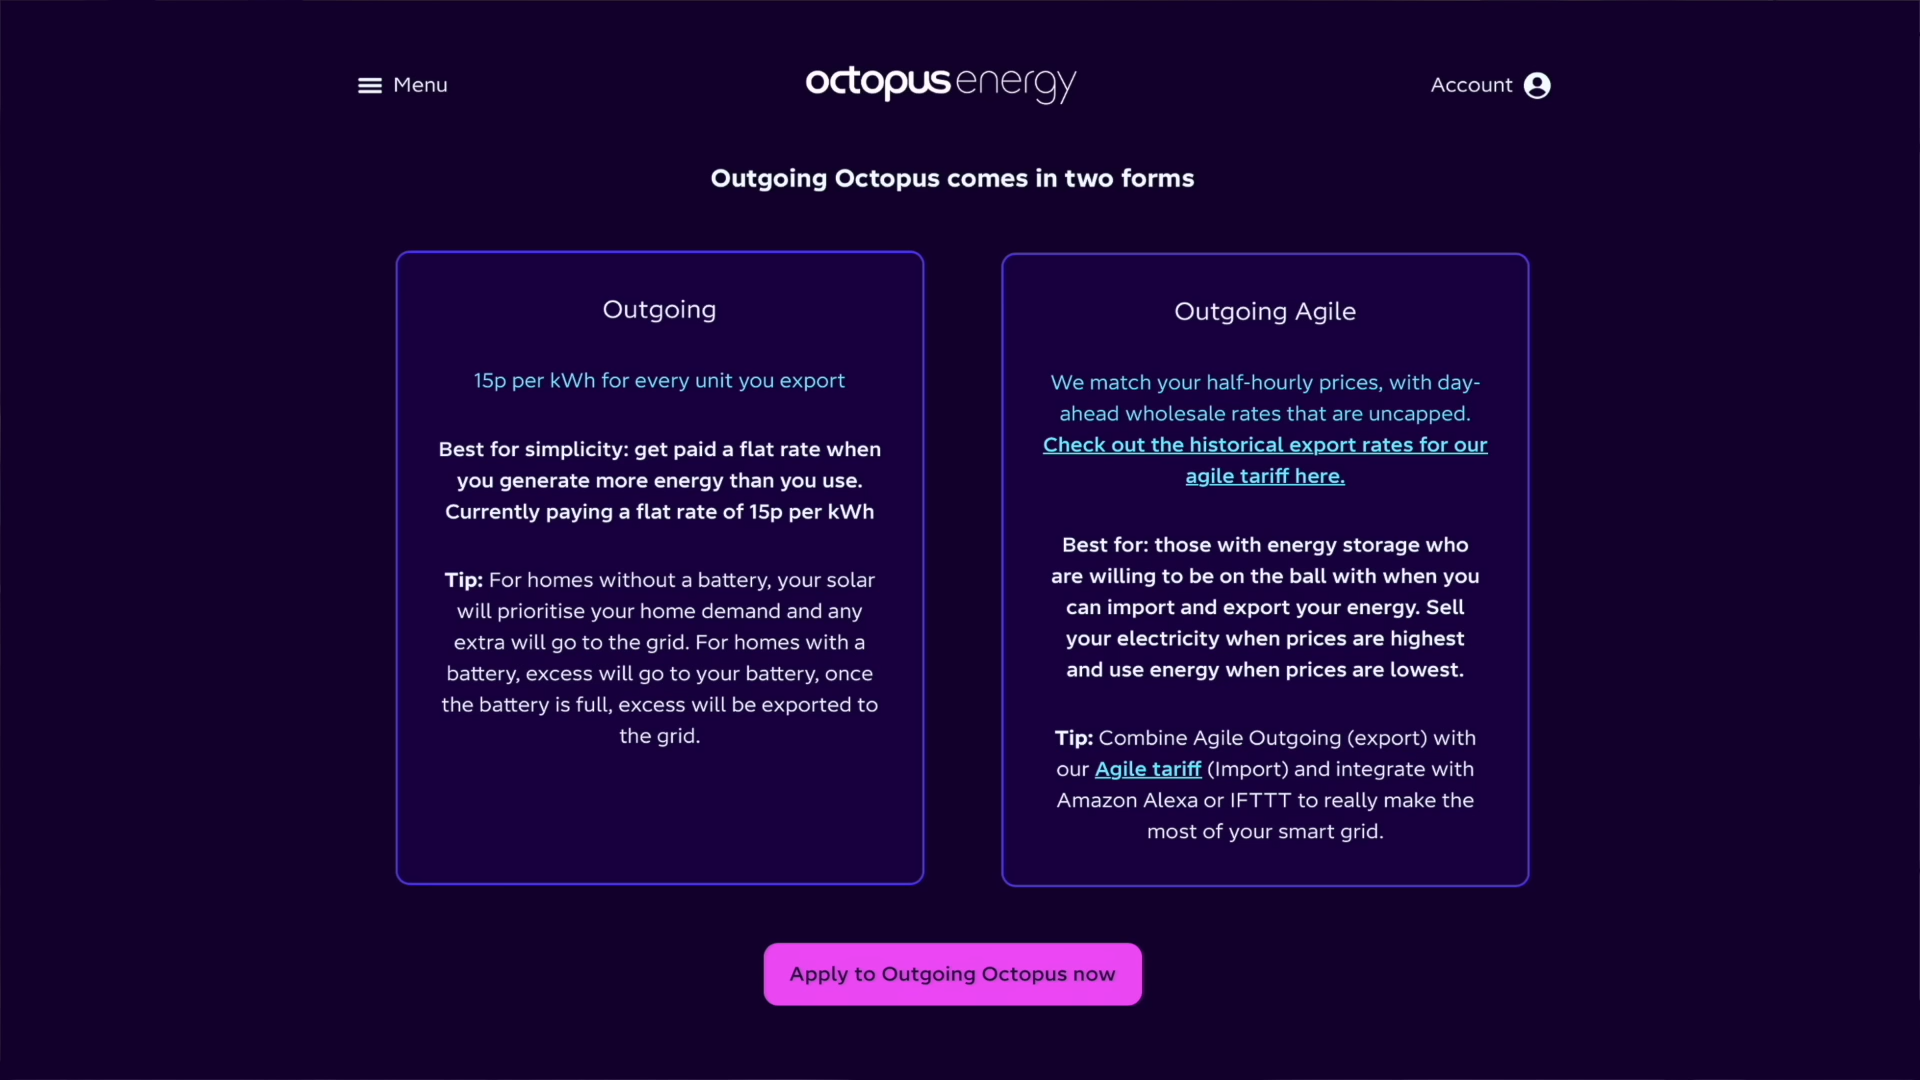 Menu
octopus energy
Account
Outgoing Octopus comes in two forms
Outgoing
15p per kWh for every unit you export
Best for simplicity: get paid a flat rate when
you generate more energy than you use.
Currently paying a flat rate of 15p per kWh
Tip: For homes without a battery, your solar
will prioritise your home demand and any
extra will go to the grid. For homes with a
battery, excess will go to your battery, once
the battery is full, excess will be exported to
the grid.
Outgoing Agile
We match your half-hourly prices, with day-
ahead wholesale rates that are uncapped.
Check out the historical export rates for our
agile tariff here.
Best for: those with energy storage who
are willing to be on the ball with when you
can import and export your energy. Sell
your electricity when prices are highest
and use energy when prices are lowest.
Tip: Combine Agile Outgoing (export) with
our Agile tariff (Import) and integrate with
Amazon Alexa or IFTTT to really make the
most of your smart grid.
Apply to Outgoing Octopus now